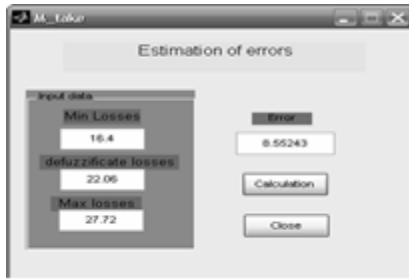 M_take
Estimation of errors
Input data
Min Losses
16.4
defuzzificate losses
22.06
Max losses
27.72
Error
8.55243
Calculation
Close